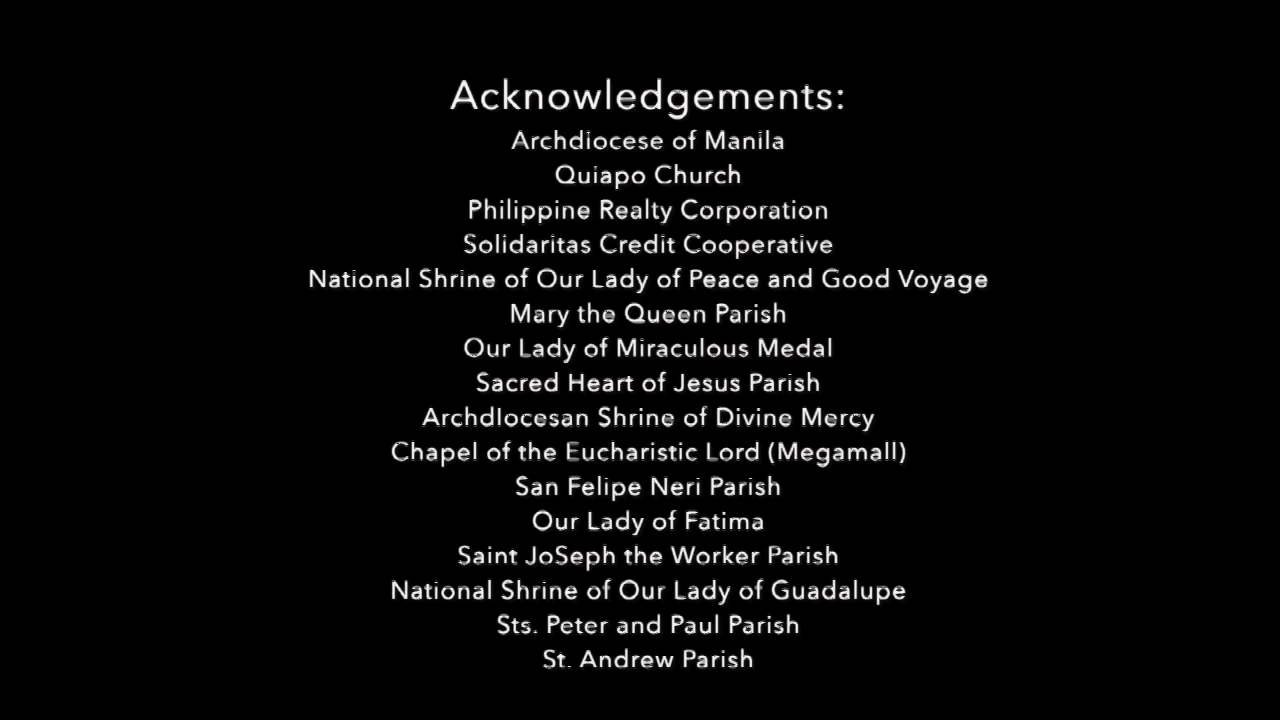 Acknowledgements:
Archdiocese of Manila
Quiapo Church
Philippine Realty Corporation
Solidaritas Credit Cooperative
National Shrine of Our Lady of Peace and Good Voyage
Mary the Queen Parish
Our Lady of Miraculous Medal
Sacred Heart of Jesus Parish
ArchdIocesan Shrine of Divine Mercy
Chapel of the Eucharistic Lord (Megamall)
San Felipe Neri Parish
Our Lady of Fatima
Saint JoSeph the Worker Parish
National Shrine of Our Lady of Guadalupe
Sts. Peter and Paul Parish
St. Andrew Parish